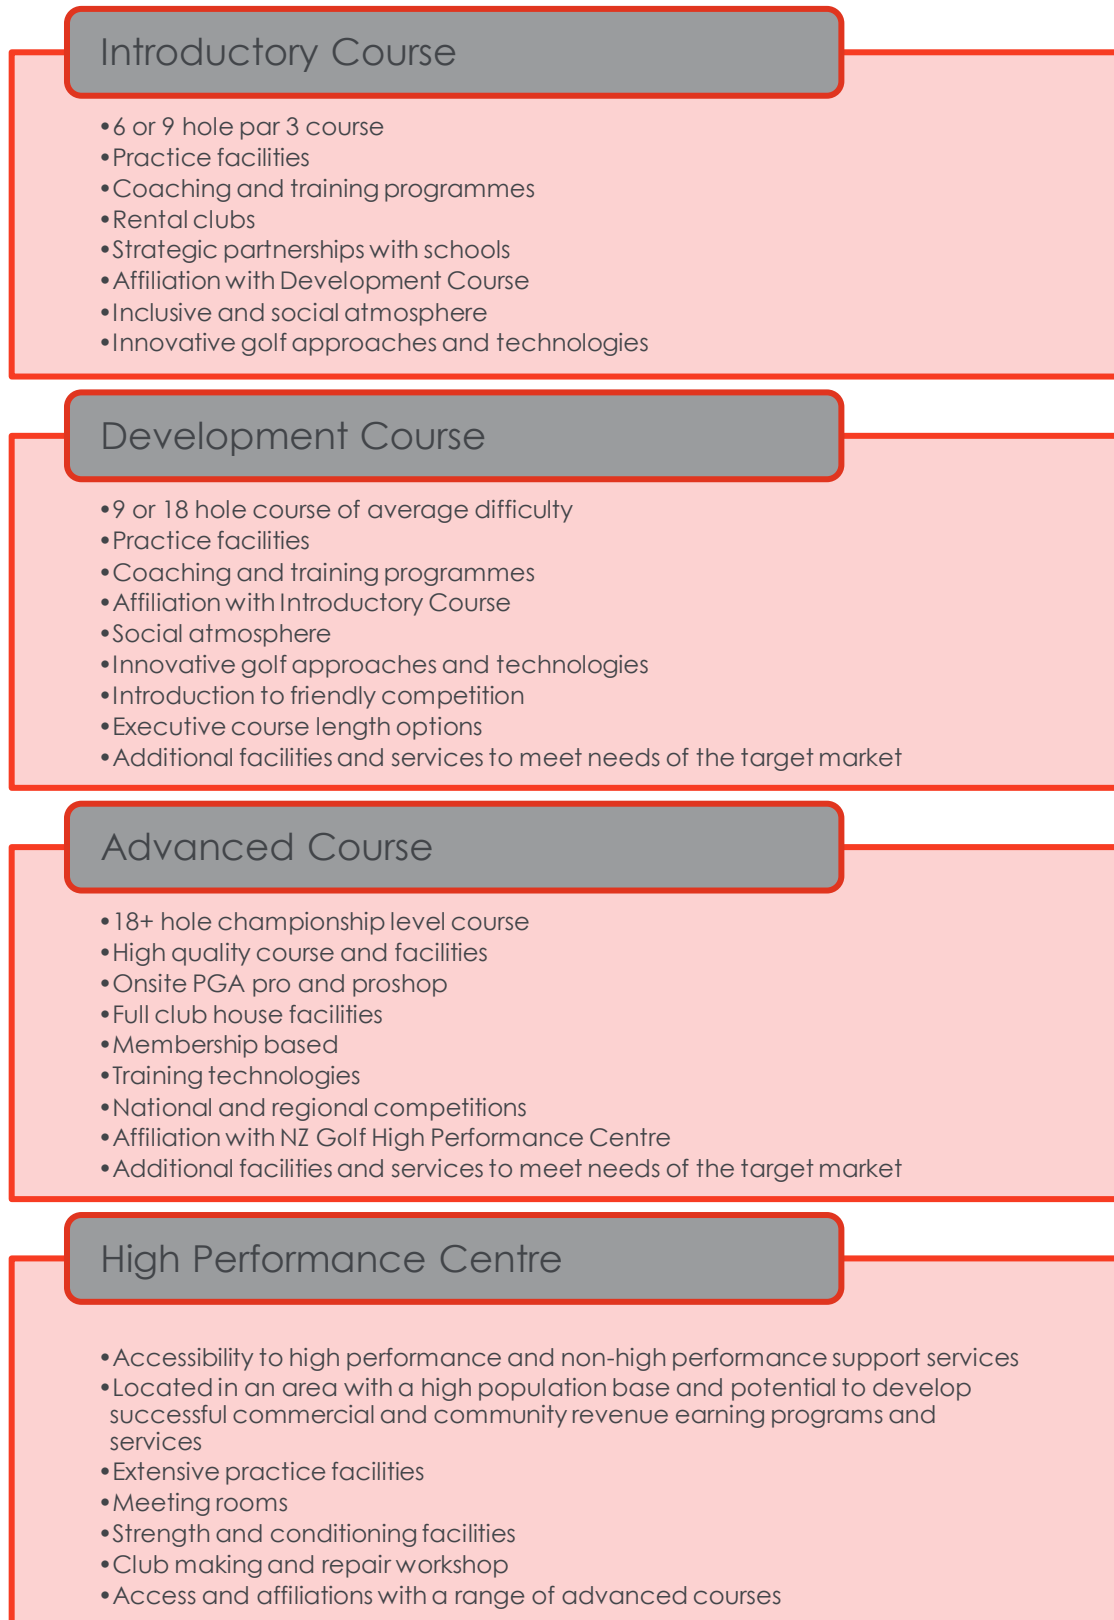 Introductory Course
•6 or 9 hole par 3 course
•Practice facilities
•Coaching and training programmes
•Rental clubs
•Strategic partnerships with schools
•Affiliation with Development Course
•Inclusive and social atmosphere
•Innovative golf approaches and technologies
Development Course
•9 or 18 hole course of average difficulty
•Practice facilities
•Coaching and training programmes
•Affiliation with Introductory Course
•Social atmosphere
•Innovative golf approaches and technologies
•Introduction to friendly competition
•Executive course length options
•Additional facilities and services to meet needs of the target market
Advanced Course
•18+ hole championship level course
•High quality course and facilities
•Onsite PGA pro and proshop
•Full club house facilities
•Membership based
•Training technologies
•National and regional competitions
•Affiliation with NZ Golf High Performance Centre
•Additional facilities and services to meet needs of the target market
High Performance Centre
•Accessibility to high performance and non-high performance support services
•Located in an area with a high population base and potential to develop
successful commercial and community revenue earning programs and
services
•Extensive practice facilities
•Meeting rooms
•Strength and conditioning facilities
•Club making and repair workshop
•Access and affiliations with a range of advanced courses